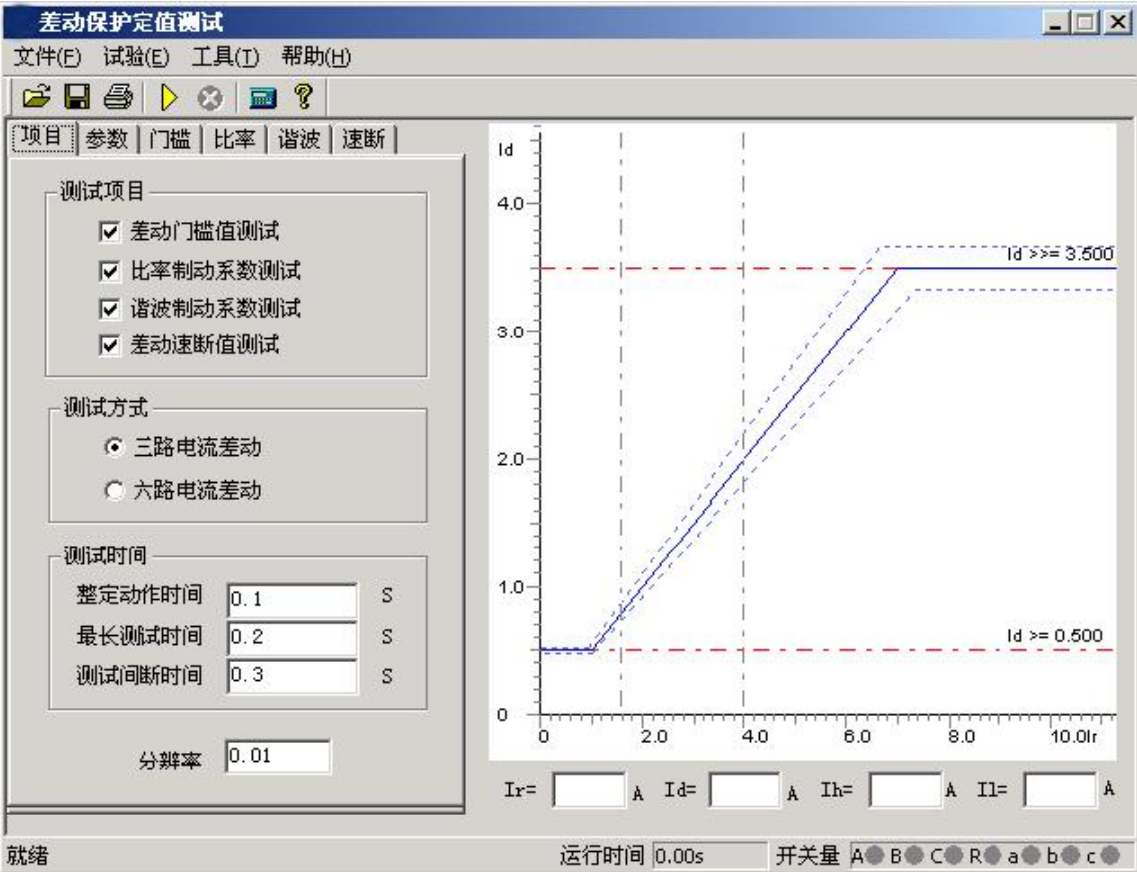 差动保护定值测试
文件(F) 试验(E) 工具(T) 帮助(H)
项目 参数 门槛 比率 谐波 速断
测试项目
差动门槛值测试
比率制动系数测试
谐波制动系数测试
差动速断值测试
测试方式
三路电流差动
六路电流差动
测试时间
整定动作时间 0.1 S
最长测试时间 0.2 S
测试间断时间 0.3 S
分辨率 0.01
Id
4.0
Id >>= 3.500
3.0
2.0
1.0
Id >= 0.500
0
0 2.0 4.0 6.0 8.0 10.0Ir
Ir= A Id= A Ih= A Il= A
就绪 运行时间 0.00s 开关量 A B C R a b c